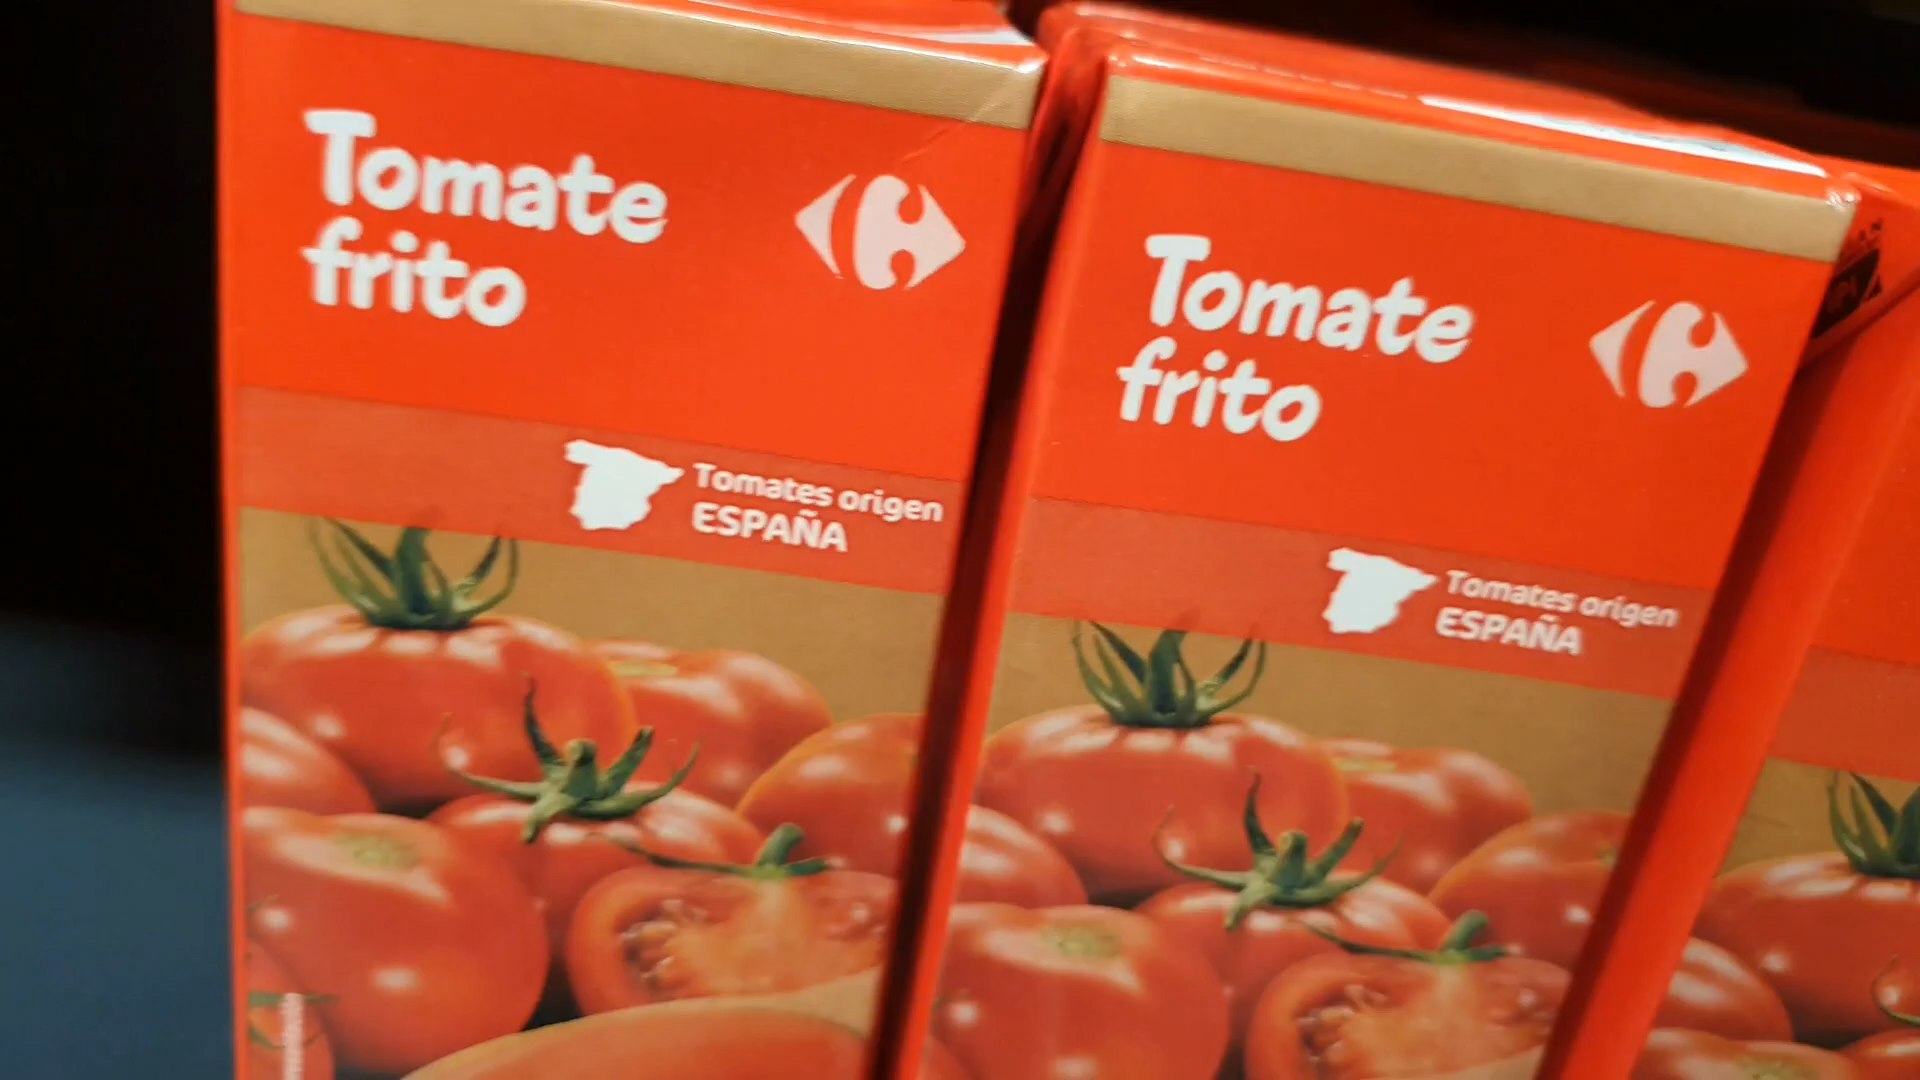 Tomate
frito
Tomates origen
ESPAÑA
Tomate
frito
Tomates origen
ESPAÑA